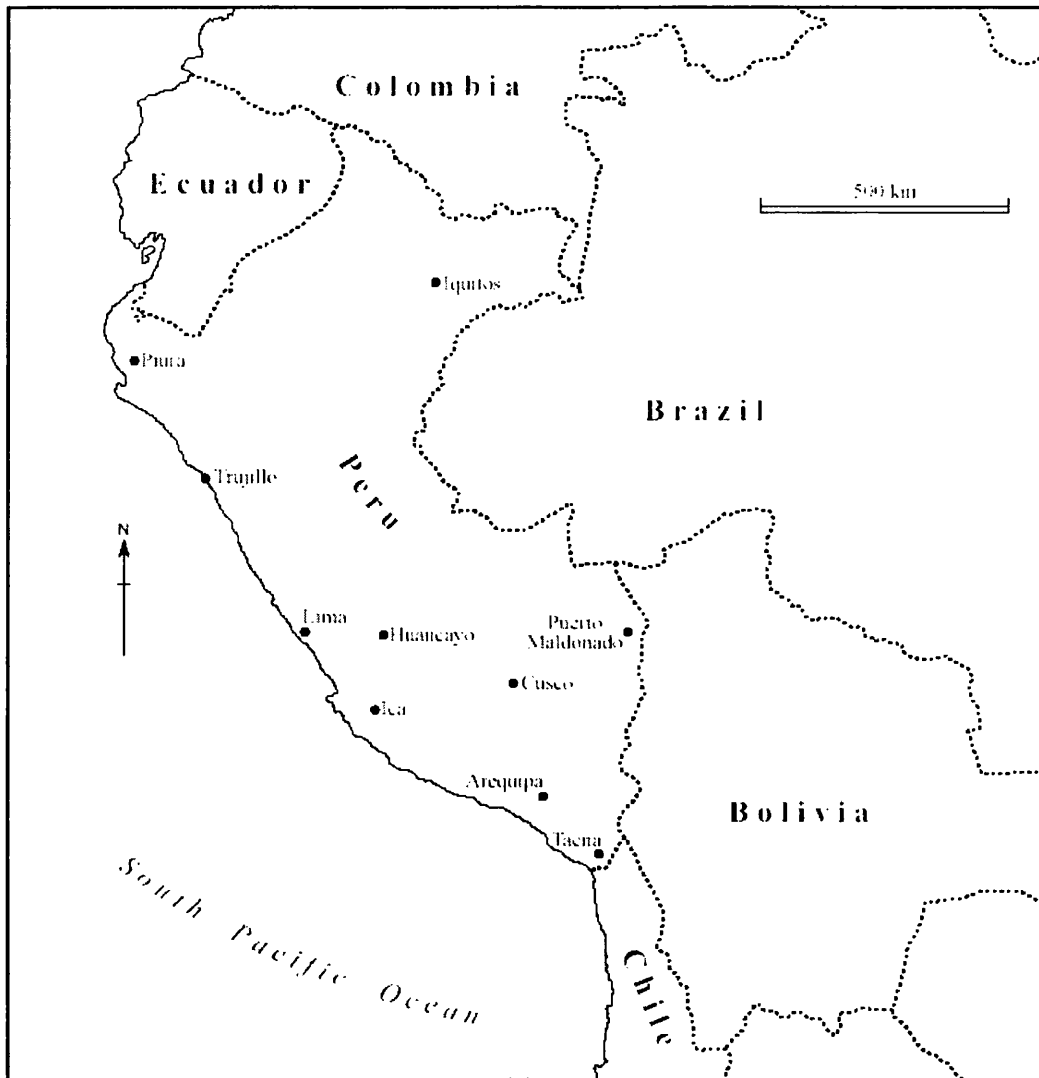 Colombia
Ecuador
500 km
Iquitos
Piura
Brazil
Trujillo
Peru
N
Lima
Huancayo
Puerto
Maldonado
Cusco
Ica
Arequipa
Bolivia
Tacna
South Pacific Ocean
Chile